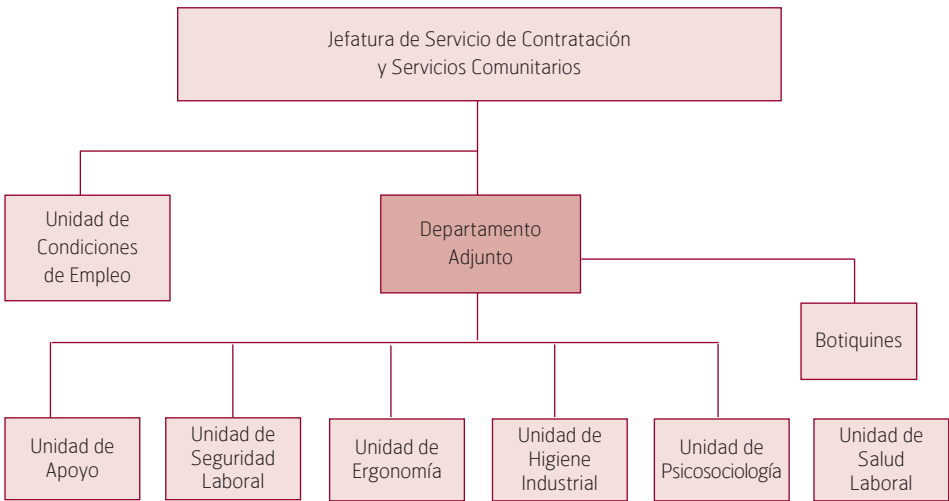 Jefatura de Servicio de Contratación
y Servicios Comunitarios
Unidad de
Condiciones
de Empleo
Departamento
Adjunto
Botiquines
Unidad de
Apoyo
Unidad de
Seguridad
Laboral
Unidad de
Ergonomía
Unidad de
Higiene
Industrial
Unidad de
Psicosociología
Unidad de
Salud
Laboral